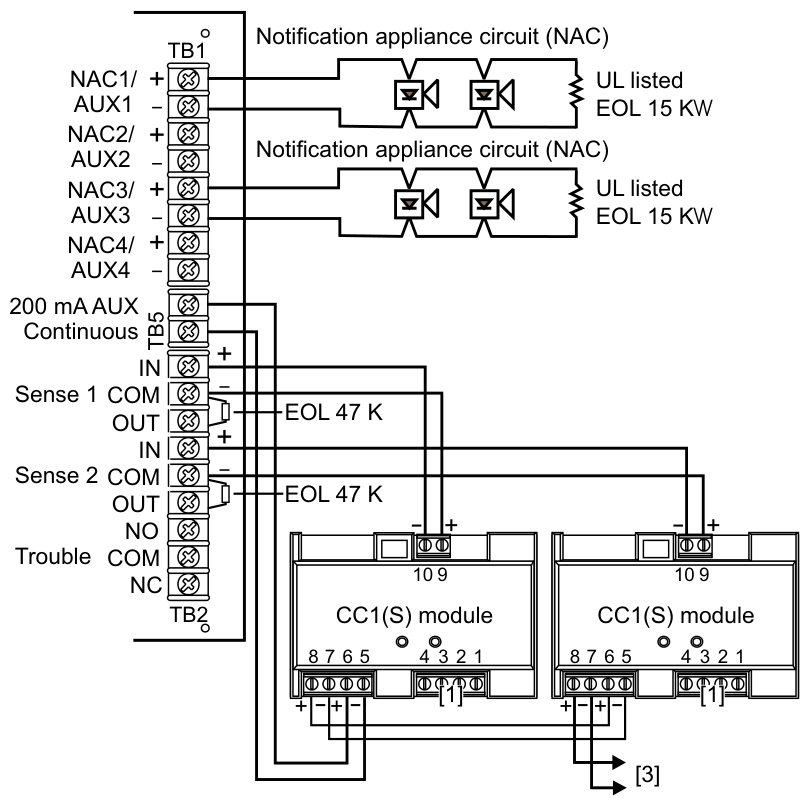 TB1
Notification appliance circuit (NAC)
NAC1/ +
AUX1 –
UL listed
EOL 15 KW
NAC2/ +
AUX2 –
Notification appliance circuit (NAC)
NAC3/ +
AUX3 –
UL listed
EOL 15 KW
NAC4/ +
AUX4 –
200 mA AUX
Continuous
TB5
IN +
Sense 1 COM –
OUT
EOL 47 K
IN +
Sense 2 COM –
OUT
EOL 47 K
NO
Trouble COM
NC
TB2
– +
– +
10 9
10 9
CC1(S) module
CC1(S) module
8 7 6 5 4 3 2 1
8 7 6 5 4 3 2 1
[1]
[1]
+ – + –
+ – + –
[3]